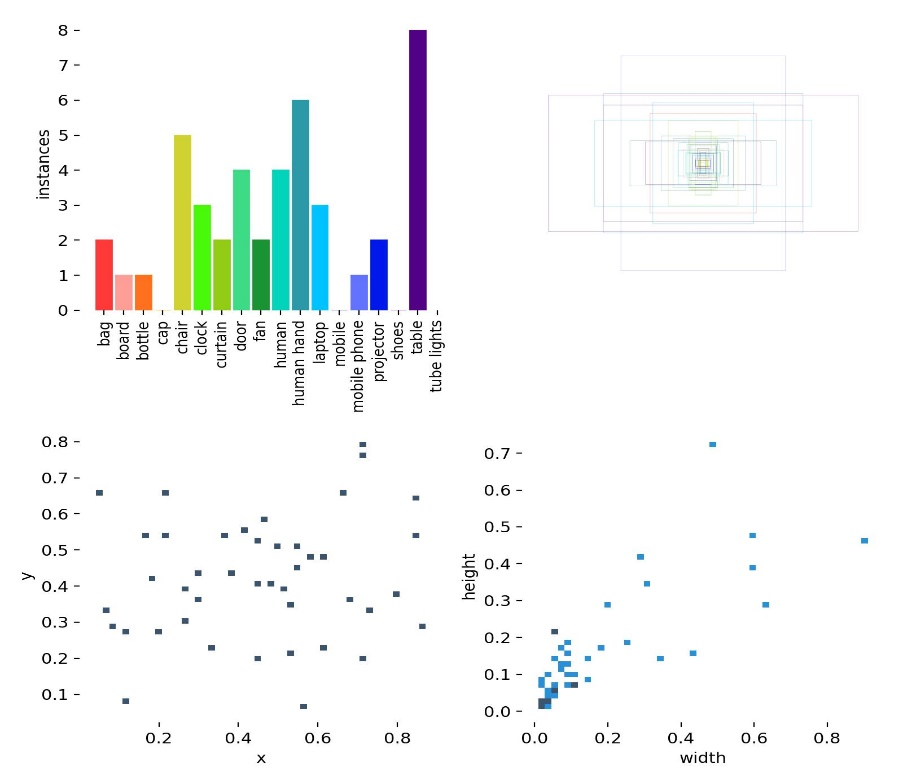 8
7
6
5
4
3
2
1
0
instances
bag
board
bottle
cap
chair
clock
curtain
door
fan
human
human hand
laptop
mobile
mobile phone
projector
shoes
table
tube lights
0.8
0.7
0.6
0.5
0.4
0.3
0.2
0.1
y
0.2 0.4 0.6 0.8
x
0.7
0.6
0.5
0.4
0.3
0.2
0.1
0.0
height
0.0 0.2 0.4 0.6 0.8
width